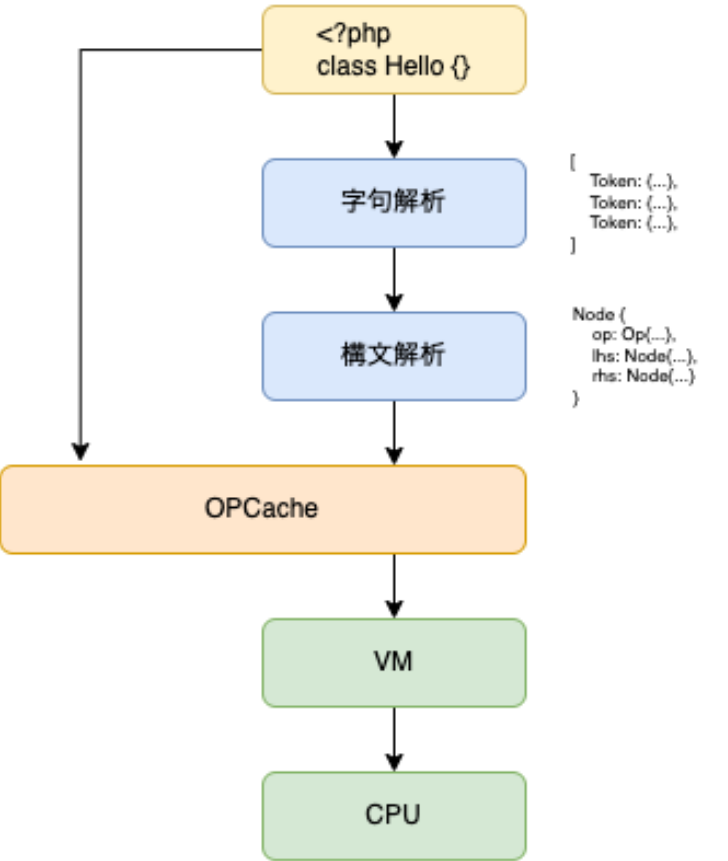 <?php
class Hello {}
字句解析
[
Token: {...},
Token: {...},
Token: {...},
]
構文解析
Node {
op: Op{...},
lhs: Node{...},
rhs: Node{...}
}
OPCache
VM
CPU